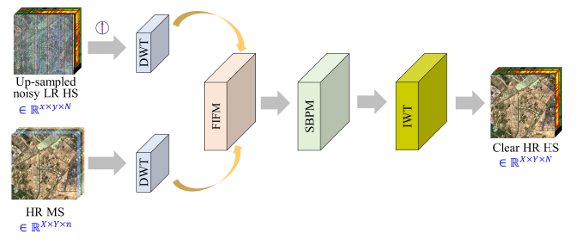 DWT
Up-sampled
noisy LR HS
∈ ℝ^{x×y×N}
FIFM
SBPM
IWT
Clear HR HS
∈ ℝ^{X×Y×N}
DWT
HR MS
∈ ℝ^{X×Y×n}